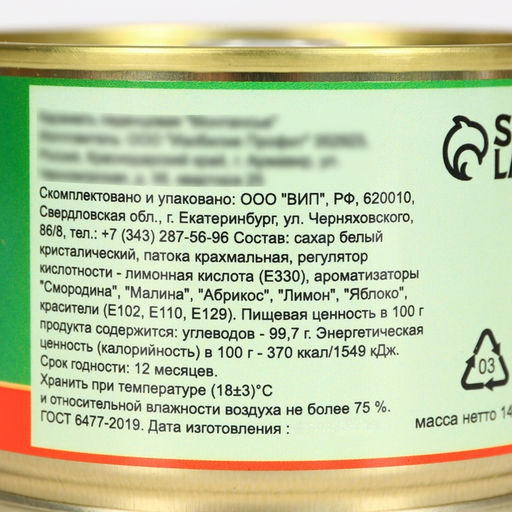 Скомплектовано и упаковано: ООО "ВИП", РФ, 620010,
Свердловская обл., г. Екатеринбург, ул. Черняховского,
86/8, тел.: +7 (343) 287-56-96 Состав: сахар белый
кристалический, патока крахмальная, регулятор
кислотности - лимонная кислота (Е330), ароматизаторы
"Смородина", "Малина", "Абрикос", "Лимон", "Яблоко",
красители (Е102, Е110, Е129). Пищевая ценность в 100 г
продукта содержится: углеводов - 99,7 г. Энергетическая
ценность (калорийность) в 100 г - 370 ккал/1549 кДж.
Срок годности: 12 месяцев.
Хранить при температуре (18±3)°С
и относительной влажности воздуха не более 75 %.
ГОСТ 6477-2019. Дата изготовления :
03
масса нетто 14